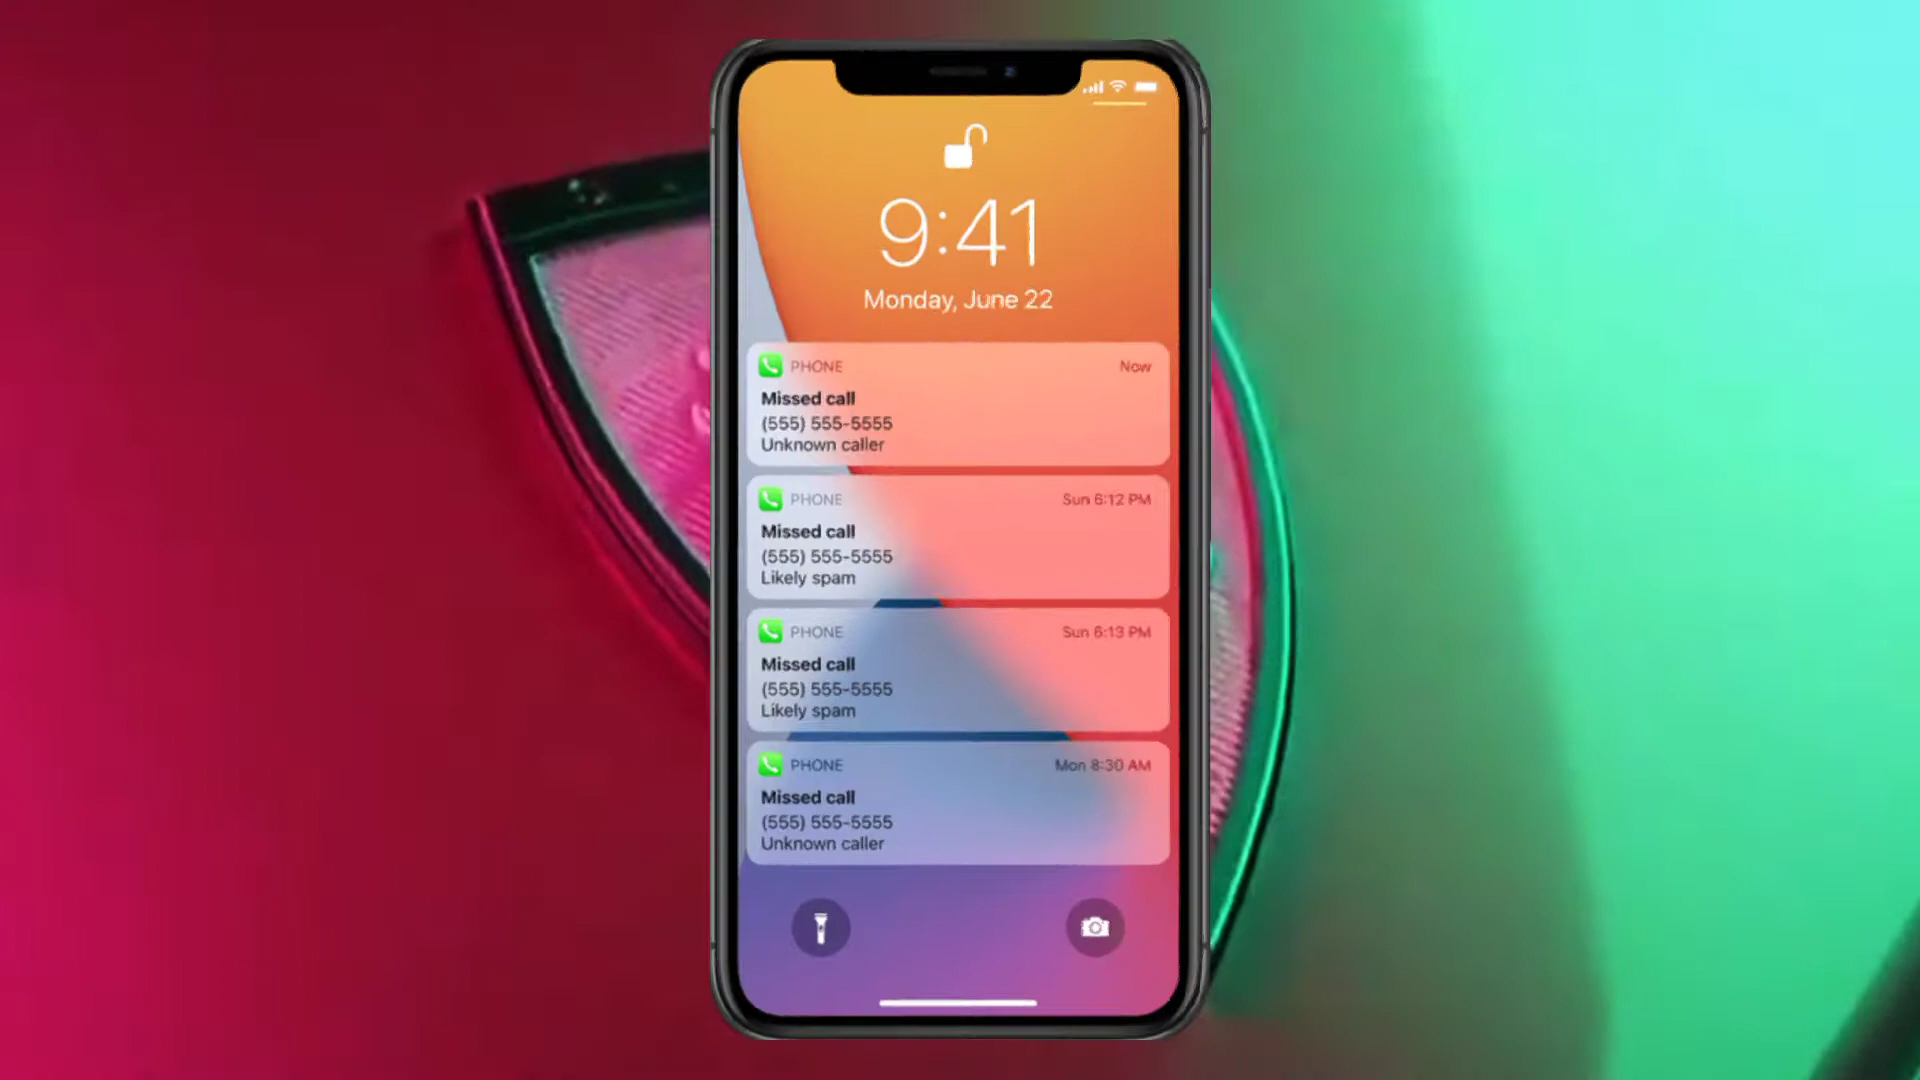 9:41
Monday, June 22
PHONE Now
Missed call
(555) 555-5555
Unknown caller
PHONE Sun 6:12 PM
Missed call
(555) 555-5555
Likely spam
PHONE Sun 6:13 PM
Missed call
(555) 555-5555
Likely spam
PHONE Mon 8:30 AM
Missed call
(555) 555-5555
Unknown caller